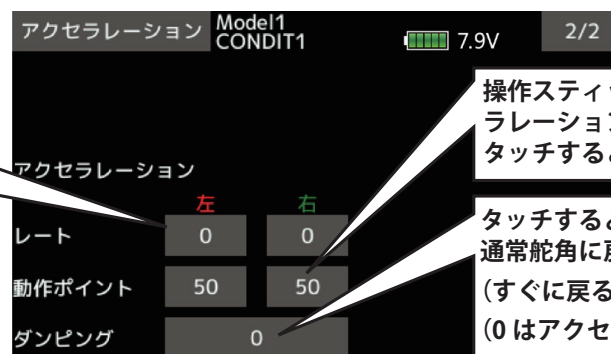 アクセラレーション
Model1
CONDIT1
7.9V
2/2
操作スティッ
ラレーション
タッチすると
アクセラレーション
左 右
レート 0 0
タッチすると
通常舵角に戻
動作ポイント 50 50
(すぐに戻る
ダンピング 0
(0 はアクセ